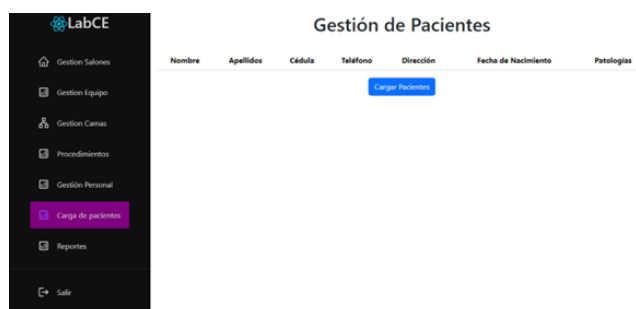 LabCE
Gestion Salones
Gestion Equipo
Gestion Camas
Procedimientos
Gestión Personal
Carga de pacientes
Reportes
Salir
Gestión de Pacientes
Nombre Apellidos Cédula Teléfono Dirección Fecha de Nacimiento Patologías
Cargar Pacientes